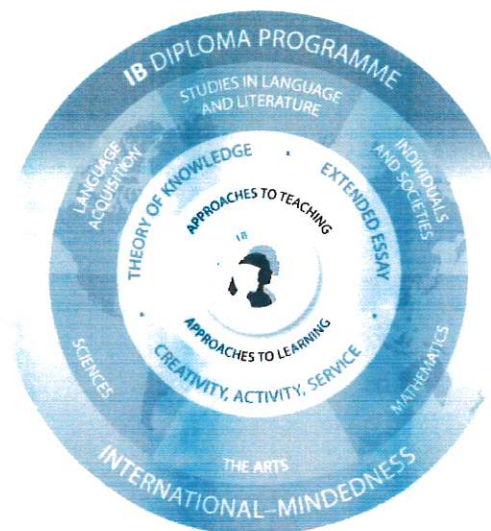 IB DIPLOMA PROGRAMME
STUDIES IN LANGUAGE
AND LITERATURE
LANGUAGE
ACQUISITION
INDIVIDUALS
AND SOCIETIES
THEORY OF KNOWLEDGE
EXTENDED ESSAY
APPROACHES TO TEACHING
IB
APPROACHES TO LEARNING
CREATIVITY, ACTIVITY, SERVICE
SCIENCES
MATHEMATICS
THE ARTS
INTERNATIONAL-MINDEDNESS